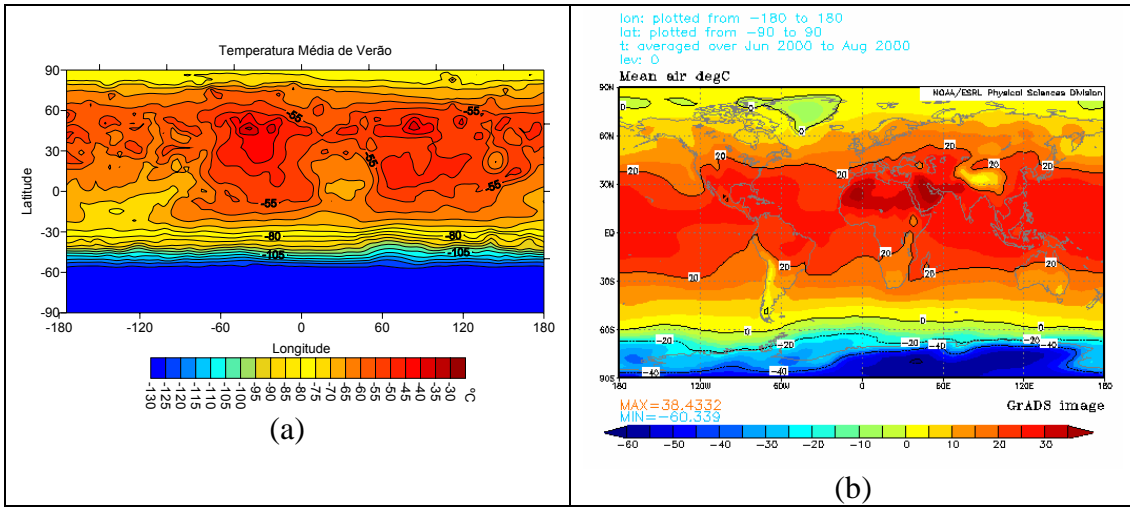 Temperatura Média de Verão
90
60
30
0
-30
-60
-90
Latitude
-55
-55
-55
-55
-55
-80
-80
-105
-105
-180 -120 -60 0 60 120 180
Longitude
-130 -125 -120 -115 -110 -105 -100 -95 -90 -85 -80 -75 -70 -65 -60 -55 -50 -45 -40 -35 -30 °C
(a)
lon: plotted from -180 to 180
lat: plotted from -90 to 90
t: averaged over Jun 2000 to Aug 2000
lev: 0
Mean air degC
NOAA/ESRL Physical Sciences Division
90N
60N
30N
EQ
30S
60S
90S
0 0
0
20 20 20 20 20 20
20 20 20 20 20
0 0 0
-20 -20 -20
-40 -40 -40
180 120W 60W 0 60E 120E 180
MAX=38.4332
MIN=-60.339
GrADS image
-60 -50 -40 -30 -20 -10 0 10 20 30
(b)